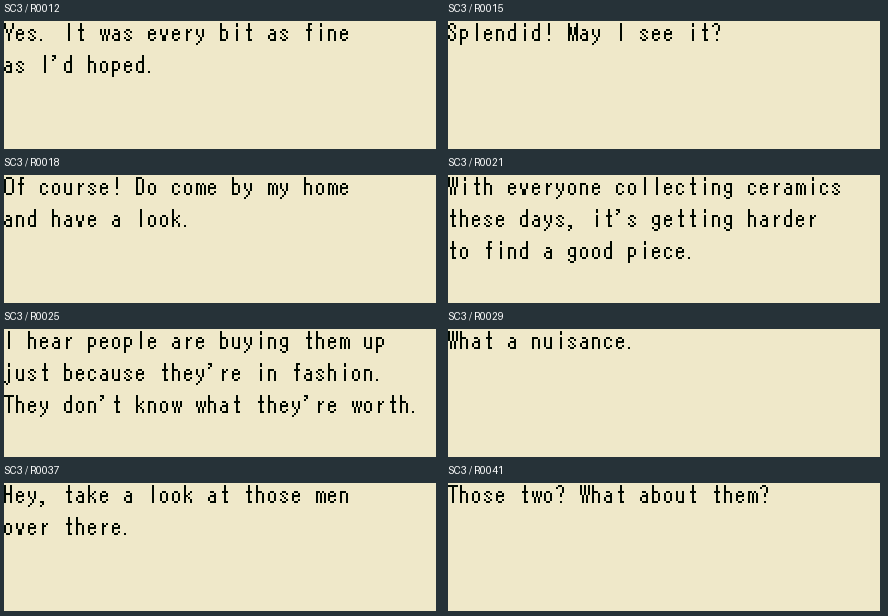 SC3 / R0012
Yes. It was every bit as fine
as I'd hoped.
SC3 / R0015
Splendid! May I see it?
SC3 / R0018
Of course! Do come by my home
and have a look.
SC3 / R0021
With everyone collecting ceramics
these days, it's getting harder
to find a good piece.
SC3 / R0025
I hear people are buying them up
just because they're in fashion.
They don't know what they're worth.
SC3 / R0029
What a nuisance.
SC3 / R0037
Hey, take a look at those men
over there.
SC3 / R0041
Those two? What about them?